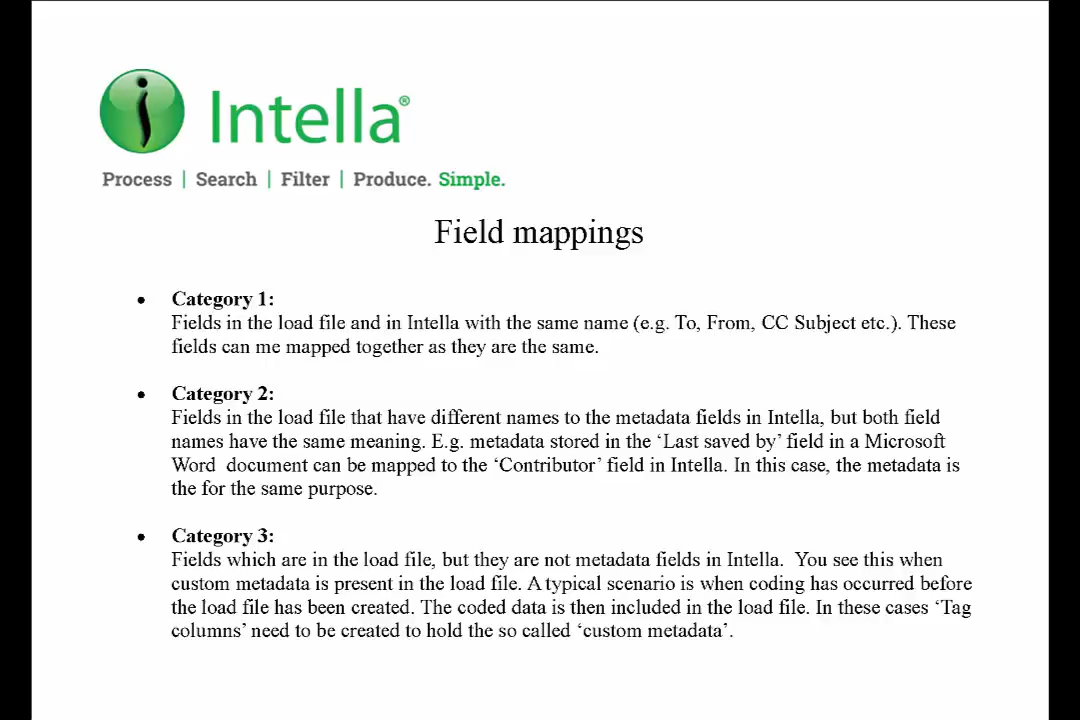 Intella®
Process | Search | Filter | Produce. Simple.
Field mappings
• Category 1:
Fields in the load file and in Intella with the same name (e.g. To, From, CC Subject etc.). These
fields can me mapped together as they are the same.
• Category 2:
Fields in the load file that have different names to the metadata fields in Intella, but both field
names have the same meaning. E.g. metadata stored in the ‘Last saved by’ field in a Microsoft
Word  document can be mapped to the ‘Contributor’ field in Intella. In this case, the metadata is
the for the same purpose.
• Category 3:
Fields which are in the load file, but they are not metadata fields in Intella.  You see this when
custom metadata is present in the load file. A typical scenario is when coding has occurred before
the load file has been created. The coded data is then included in the load file. In these cases ‘Tag
columns’ need to be created to hold the so called ‘custom metadata’.